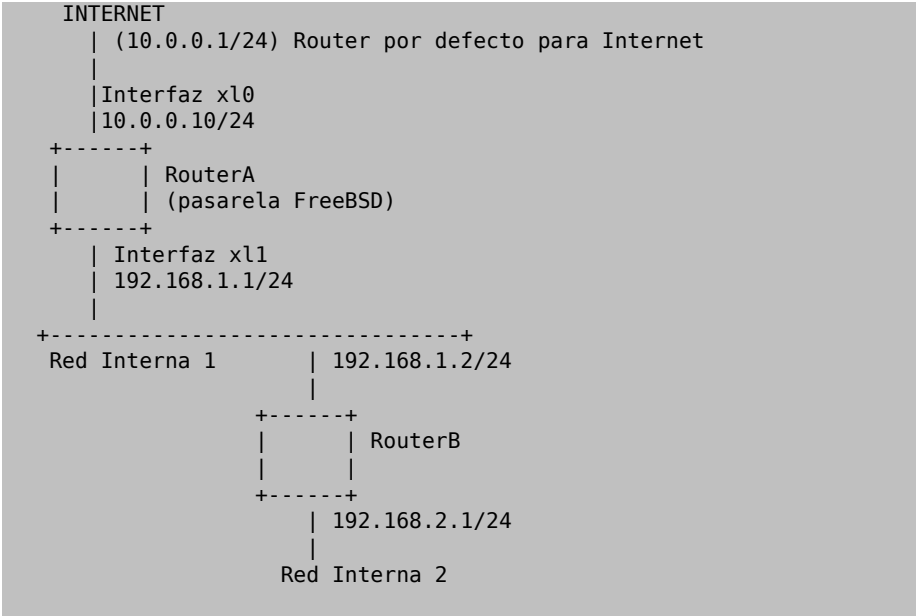 INTERNET
(10.0.0.1/24) Router por defecto para Internet
Interfaz xl0
10.0.0.10/24
RouterA
(pasarela FreeBSD)
Interfaz xl1
192.168.1.1/24
Red Interna 1 192.168.1.2/24
RouterB
192.168.2.1/24
Red Interna 2